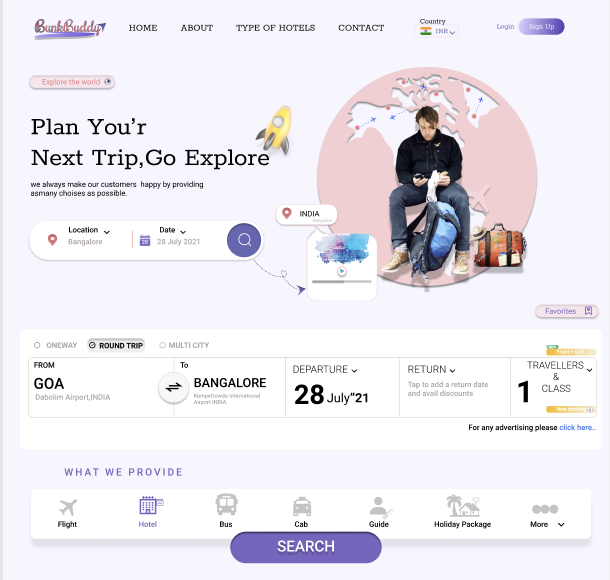 BunkBuddy
HOME
ABOUT
TYPE OF HOTELS
CONTACT
Country
INR
Login
Sign Up
Explore the world
Plan You’r
Next Trip,Go Explore
we always make our customers happy by providing
asmany choises as possible.
Location
Bangalore
Date
28
28 July 2021
INDIA
Bangalore
Favorites
ONEWAY
ROUND TRIP
MULTI CITY
FROM
GOA
Dabolim Airport,INDIA
To
BANGALORE
KempeGowda International
Airport INDIA
DEPARTURE
28 July”21
RETURN
Tap to add a return date
and avail discounts
TRAVELLERS
&
CLASS
1
For any advertising please click here..
WHAT WE PROVIDE
Flight
Hotel
Bus
Cab
Guide
Holiday Package
More
SEARCH